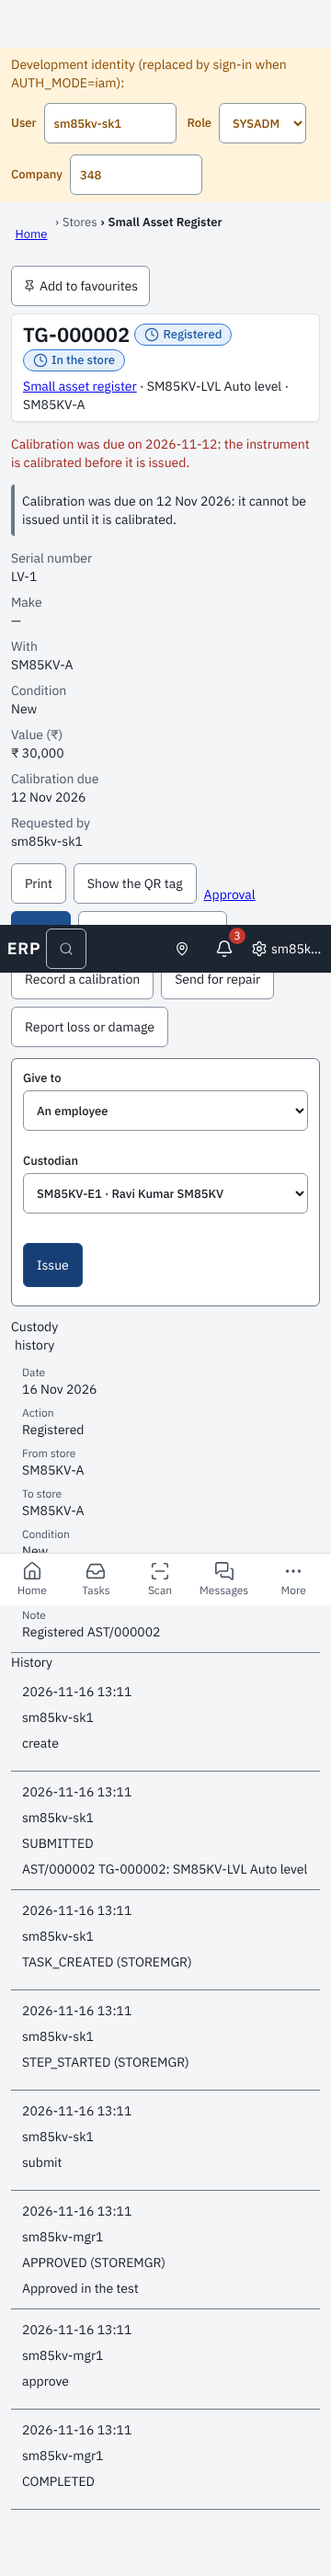 Development identity (replaced by sign-in when
AUTH_MODE=iam):
User sm85kv-sk1 Role SYSADM
Company 348
Home › Stores › Small Asset Register
Add to favourites
TG-000002 Registered
In the store
Small asset register · SM85KV-LVL Auto level ·
SM85KV-A
Calibration was due on 2026-11-12: the instrument
is calibrated before it is issued.
Calibration was due on 12 Nov 2026: it cannot be
issued until it is calibrated.
Serial number
LV-1
Make
—
With
SM85KV-A
Condition
New
Value (₹)
₹ 30,000
Calibration due
12 Nov 2026
Requested by
sm85kv-sk1
Print Show the QR tag Approval
ERP 3 sm85k...
Record a calibration Send for repair
Report loss or damage
Give to
An employee
Custodian
SM85KV-E1 · Ravi Kumar SM85KV
Issue
Custody
history
Date
16 Nov 2026
Action
Registered
From store
SM85KV-A
To store
SM85KV-A
Condition
New
Home Tasks Scan Messages More
Note
Registered AST/000002
History
2026-11-16 13:11
sm85kv-sk1
create
2026-11-16 13:11
sm85kv-sk1
SUBMITTED
AST/000002 TG-000002: SM85KV-LVL Auto level
2026-11-16 13:11
sm85kv-sk1
TASK_CREATED (STOREMGR)
2026-11-16 13:11
sm85kv-sk1
STEP_STARTED (STOREMGR)
2026-11-16 13:11
sm85kv-sk1
submit
2026-11-16 13:11
sm85kv-mgr1
APPROVED (STOREMGR)
Approved in the test
2026-11-16 13:11
sm85kv-mgr1
approve
2026-11-16 13:11
sm85kv-mgr1
COMPLETED